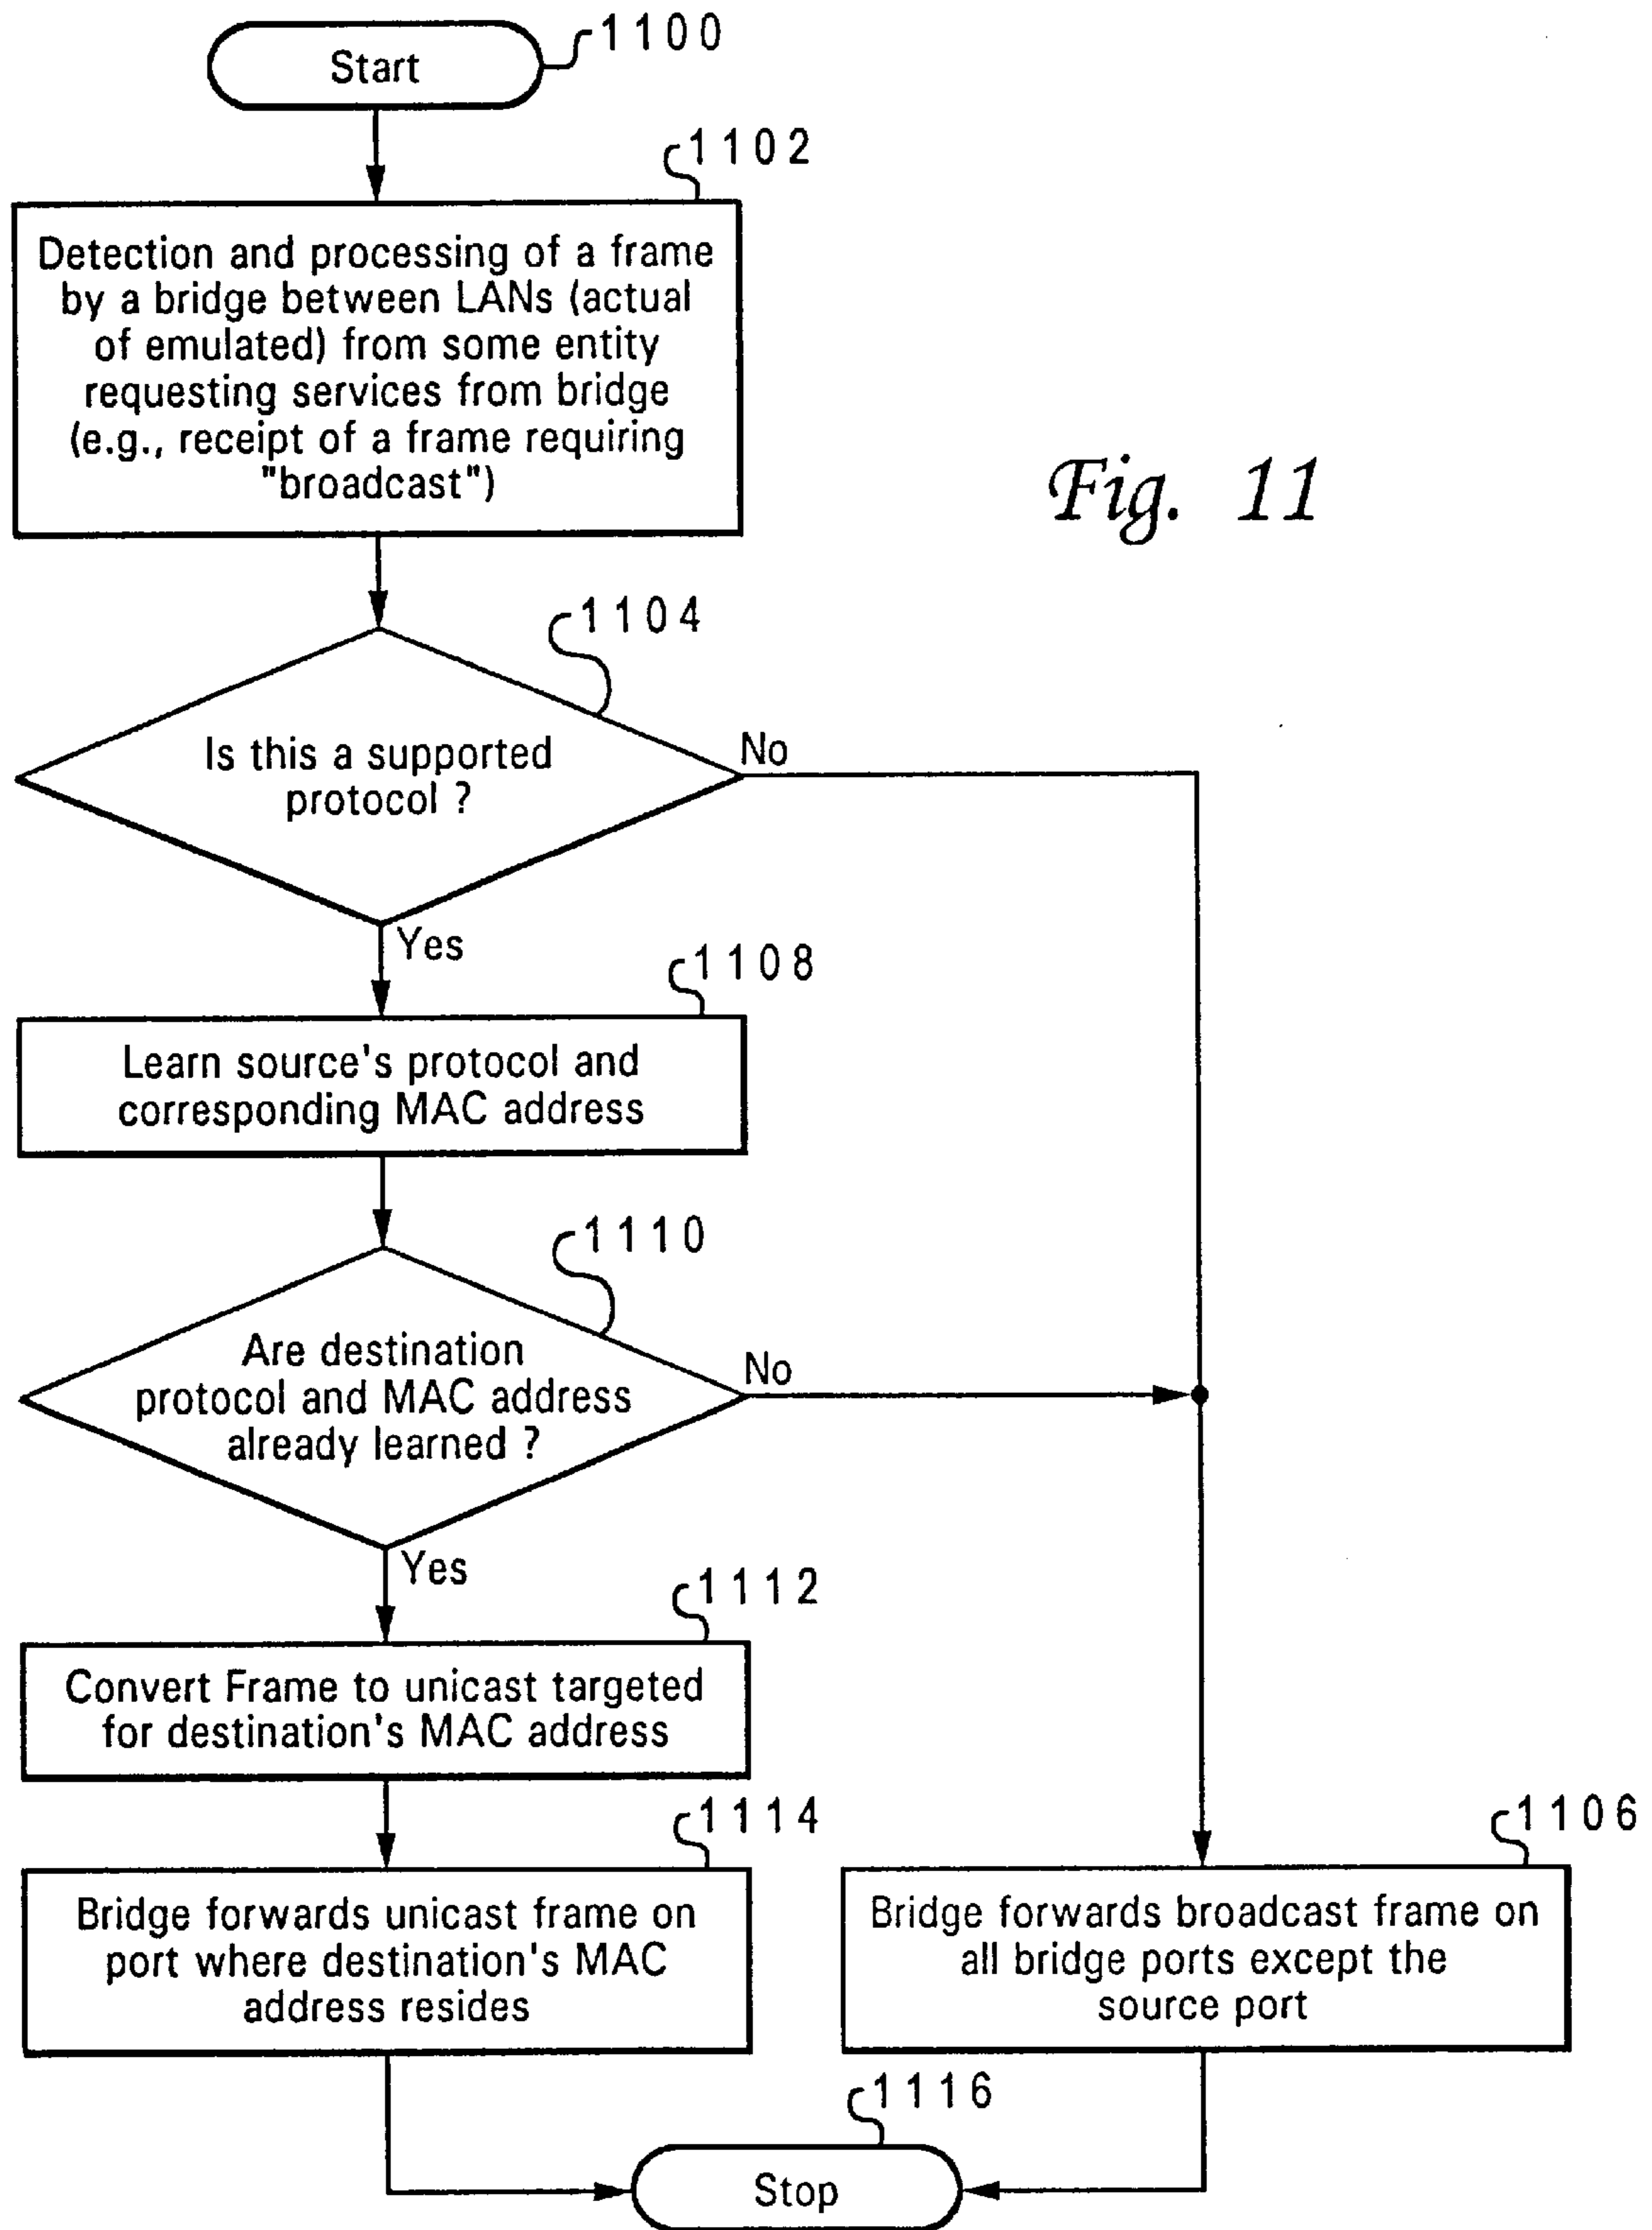 Start
1100
1102
Detection and processing of a frame
by a bridge between LANs (actual
of emulated) from some entity
requesting services from bridge
(e.g., receipt of a frame requiring
"broadcast")
Fig. 11
1104
Is this a supported
protocol ?
No
Yes
1108
Learn source's protocol and
corresponding MAC address
1110
Are destination
protocol and MAC address
already learned ?
No
Yes
1112
Convert Frame to unicast targeted
for destination's MAC address
1114
Bridge forwards unicast frame on
port where destination's MAC
address resides
1106
Bridge forwards broadcast frame on
all bridge ports except the
source port
1116
Stop